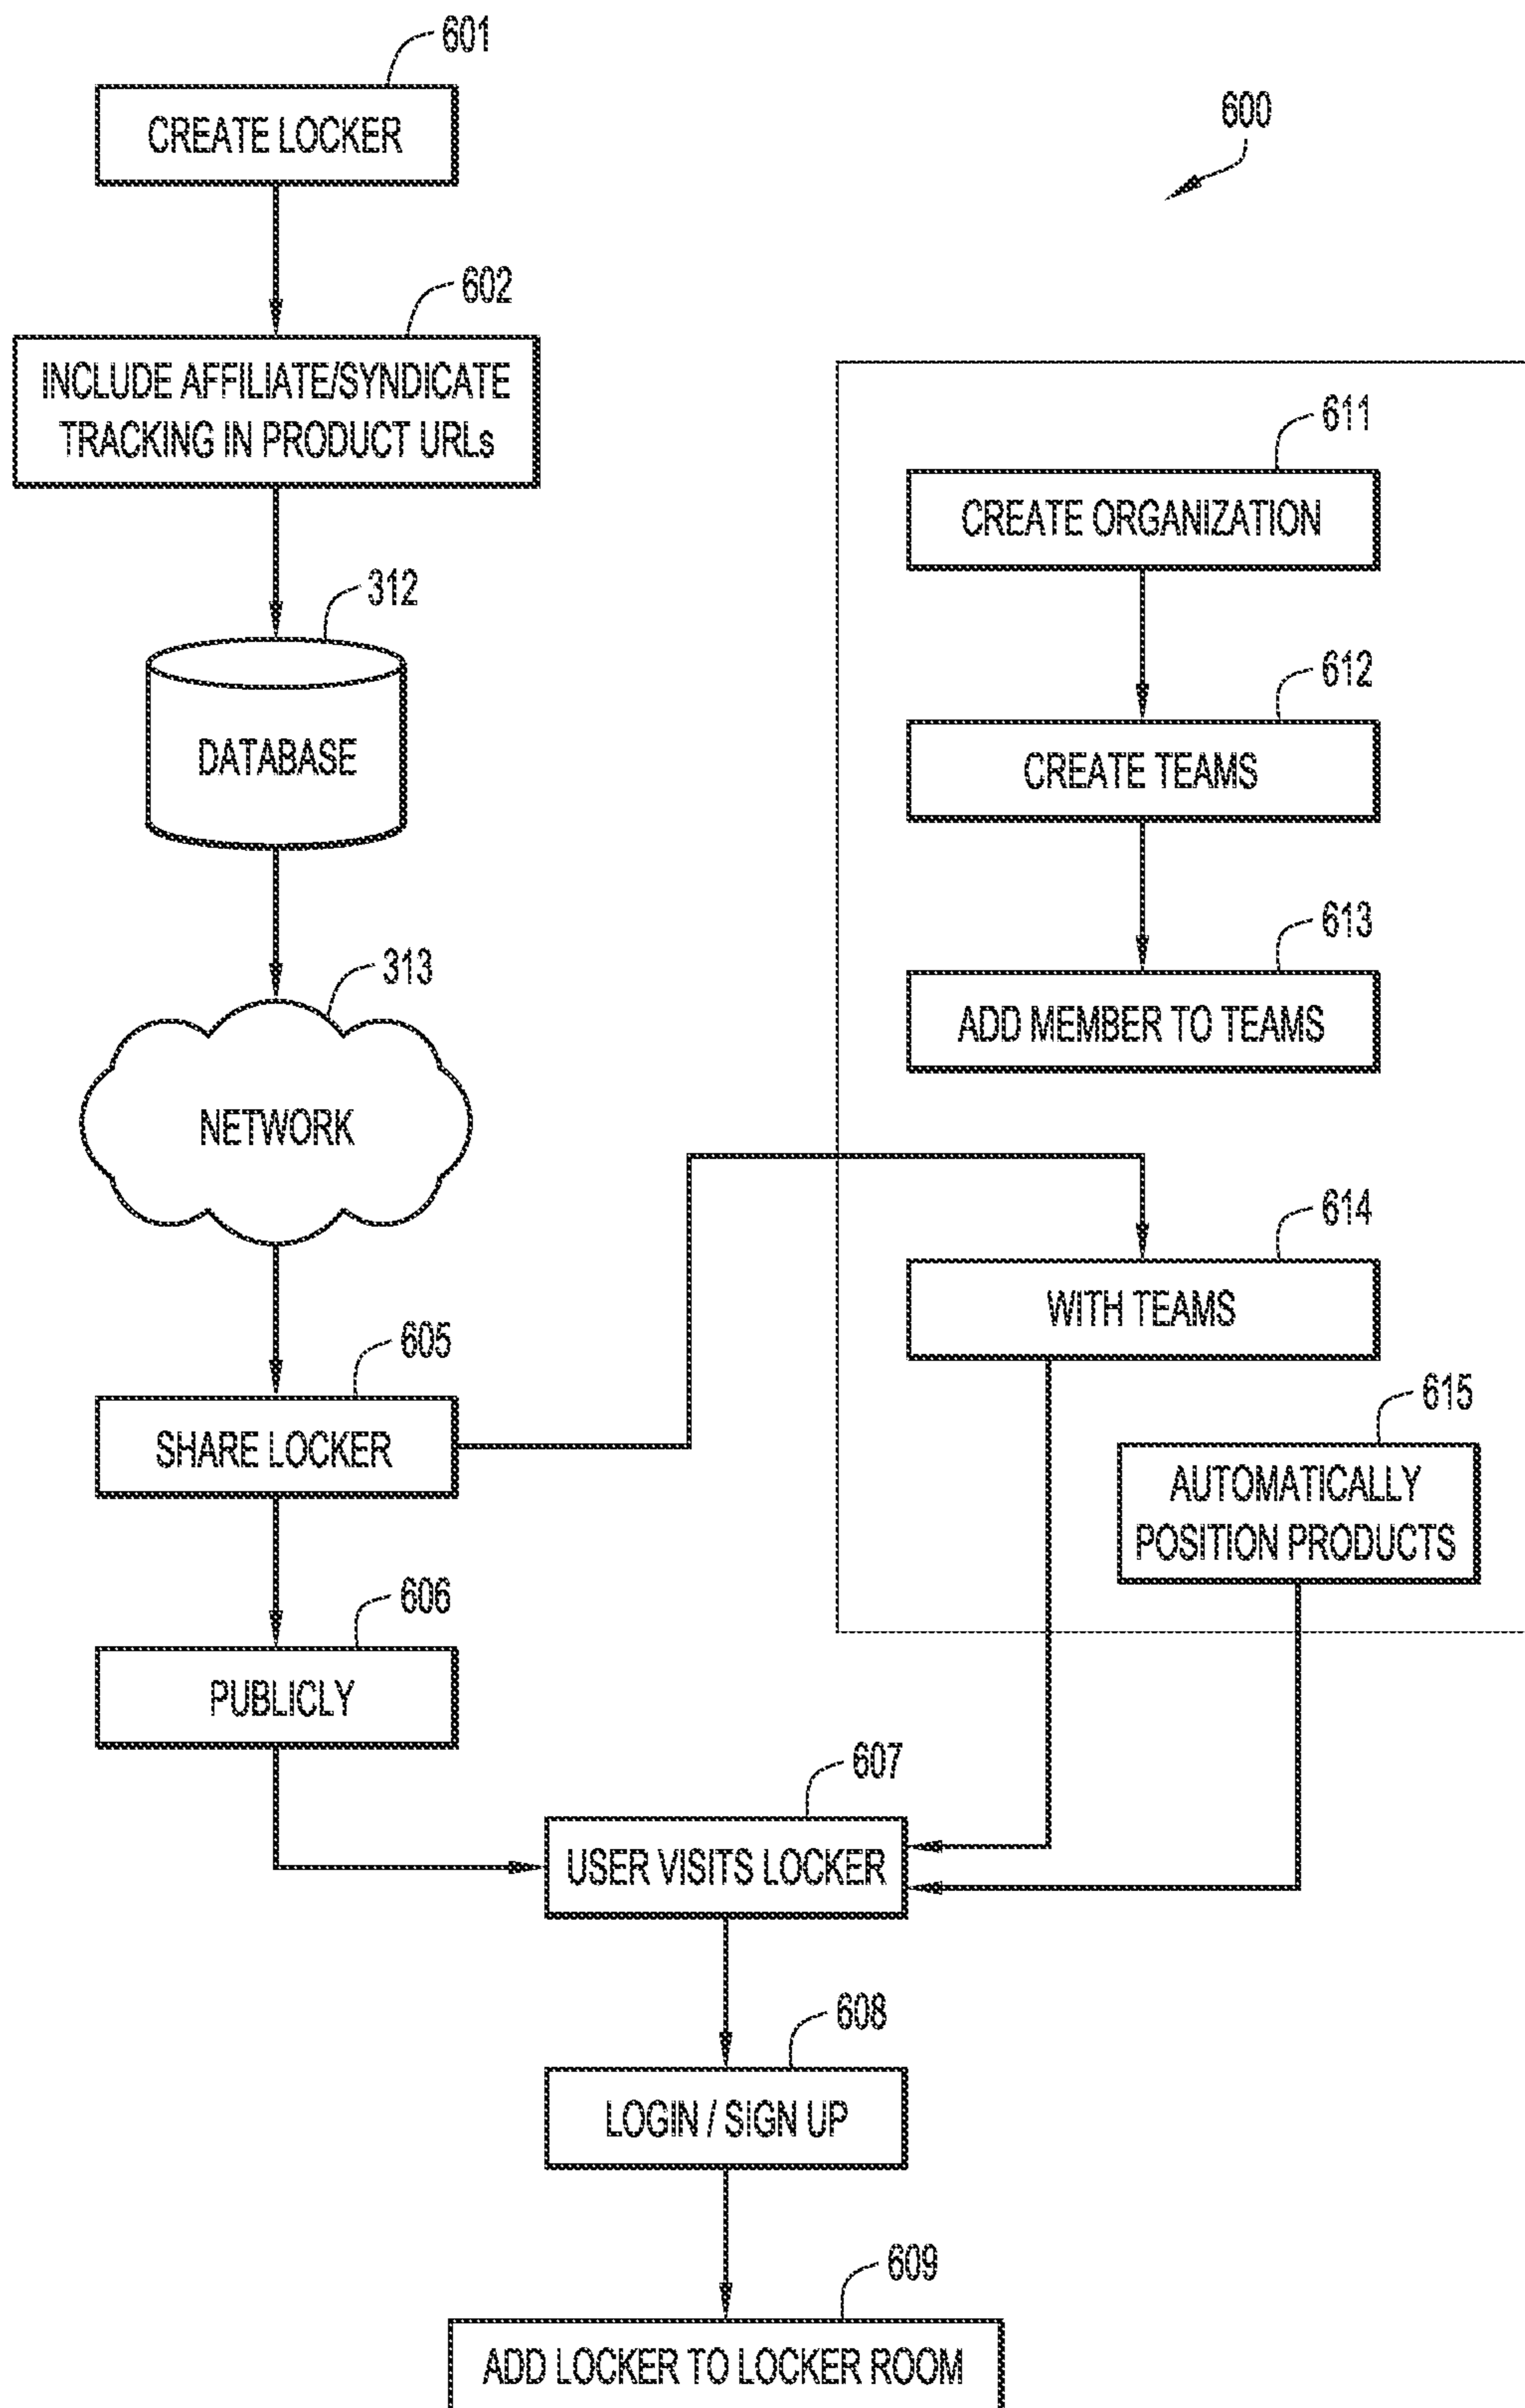 601
CREATE LOCKER
600
602
INCLUDE AFFILIATE/SYNDICATE
TRACKING IN PRODUCT URLs
312
DATABASE
313
NETWORK
605
SHARE LOCKER
606
PUBLICLY
611
CREATE ORGANIZATION
612
CREATE TEAMS
613
ADD MEMBER TO TEAMS
614
WITH TEAMS
615
AUTOMATICALLY
POSITION PRODUCTS
607
USER VISITS LOCKER
608
LOGIN / SIGN UP
609
ADD LOCKER TO LOCKER ROOM